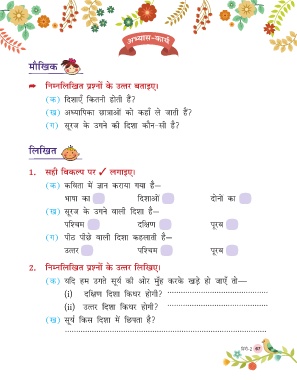 अभ्यास-कार्य
मौखिक
निम्नलिखित प्रश्नों के उत्तर बताइए।
(क) दिशाएँ कितनी होती हैं?
(ख) अध्यापिका छात्राओं को कहाँ ले जाती हैं?
(ग) सूरज के उगने की दिशा कौन-सी है?
लिखित
1. सही विकल्प पर ✓ लगाइए।
(क) कविता में ज्ञान कराया गया है—
भाषा का दिशाओं दोनों का
(ख) सूरज के उगने वाली दिशा है—
पश्चिम दक्षिण पूरब
(ग) पीठ पीछे वाली दिशा कहलाती है—
उत्तर पश्चिम पूरब
2. निम्नलिखित प्रश्नों के उत्तर लिखिए।
(क) यदि हम उगते सूर्य की ओर मुँह करके खड़े हो जाएँ तो—
(i) दक्षिण दिशा किधर होगी?
(ii) उत्तर दिशा किधर होगी?
(ख) सूर्य किस दिशा में छिपता है?
67